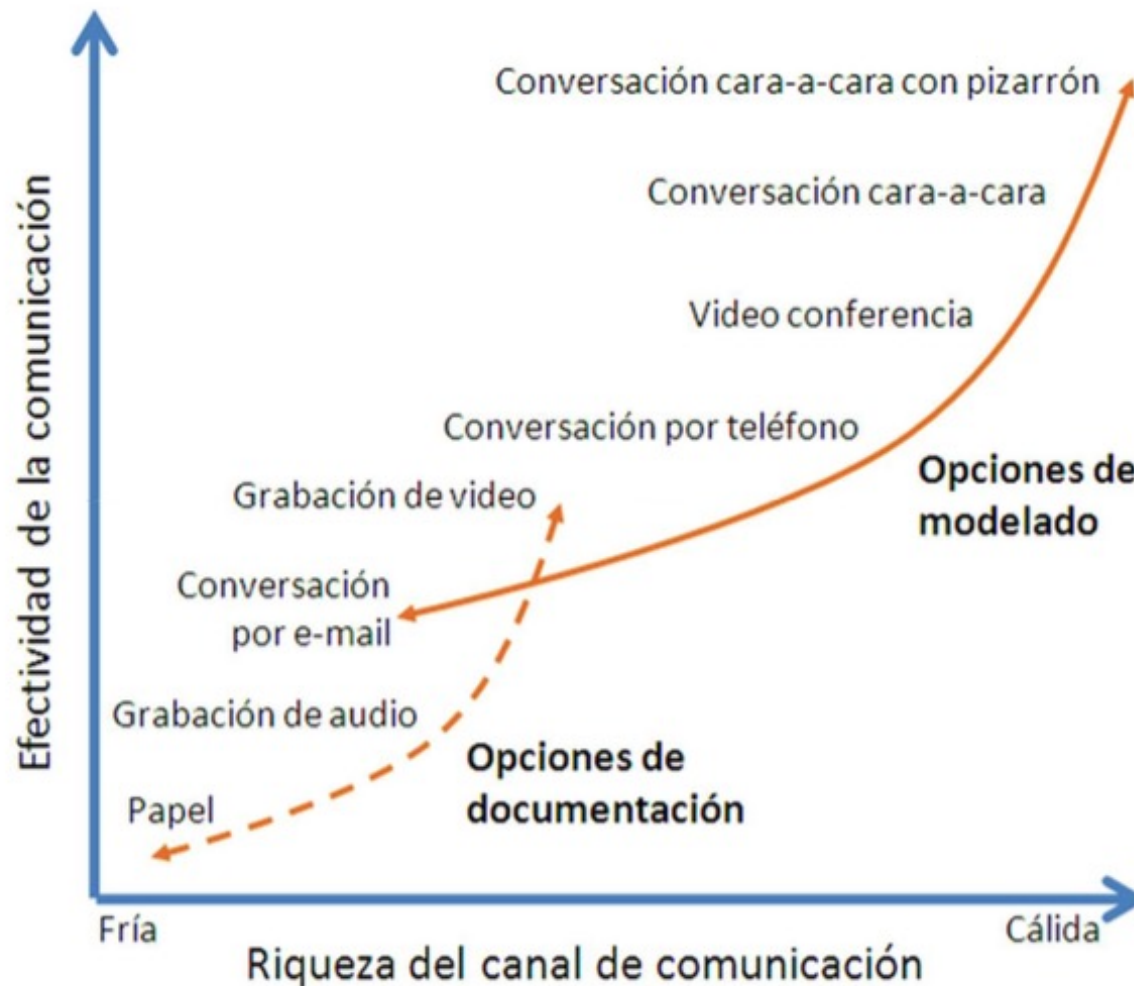 Efectividad de la comunicación
Conversación cara-a-cara con pizarrón
Conversación cara-a-cara
Video conferencia
Conversación por teléfono
Opciones de
modelado
Grabación de video
Conversación
por e-mail
Grabación de audio
Opciones de
documentación
Papel
Fría
Cálida
Riqueza del canal de comunicación